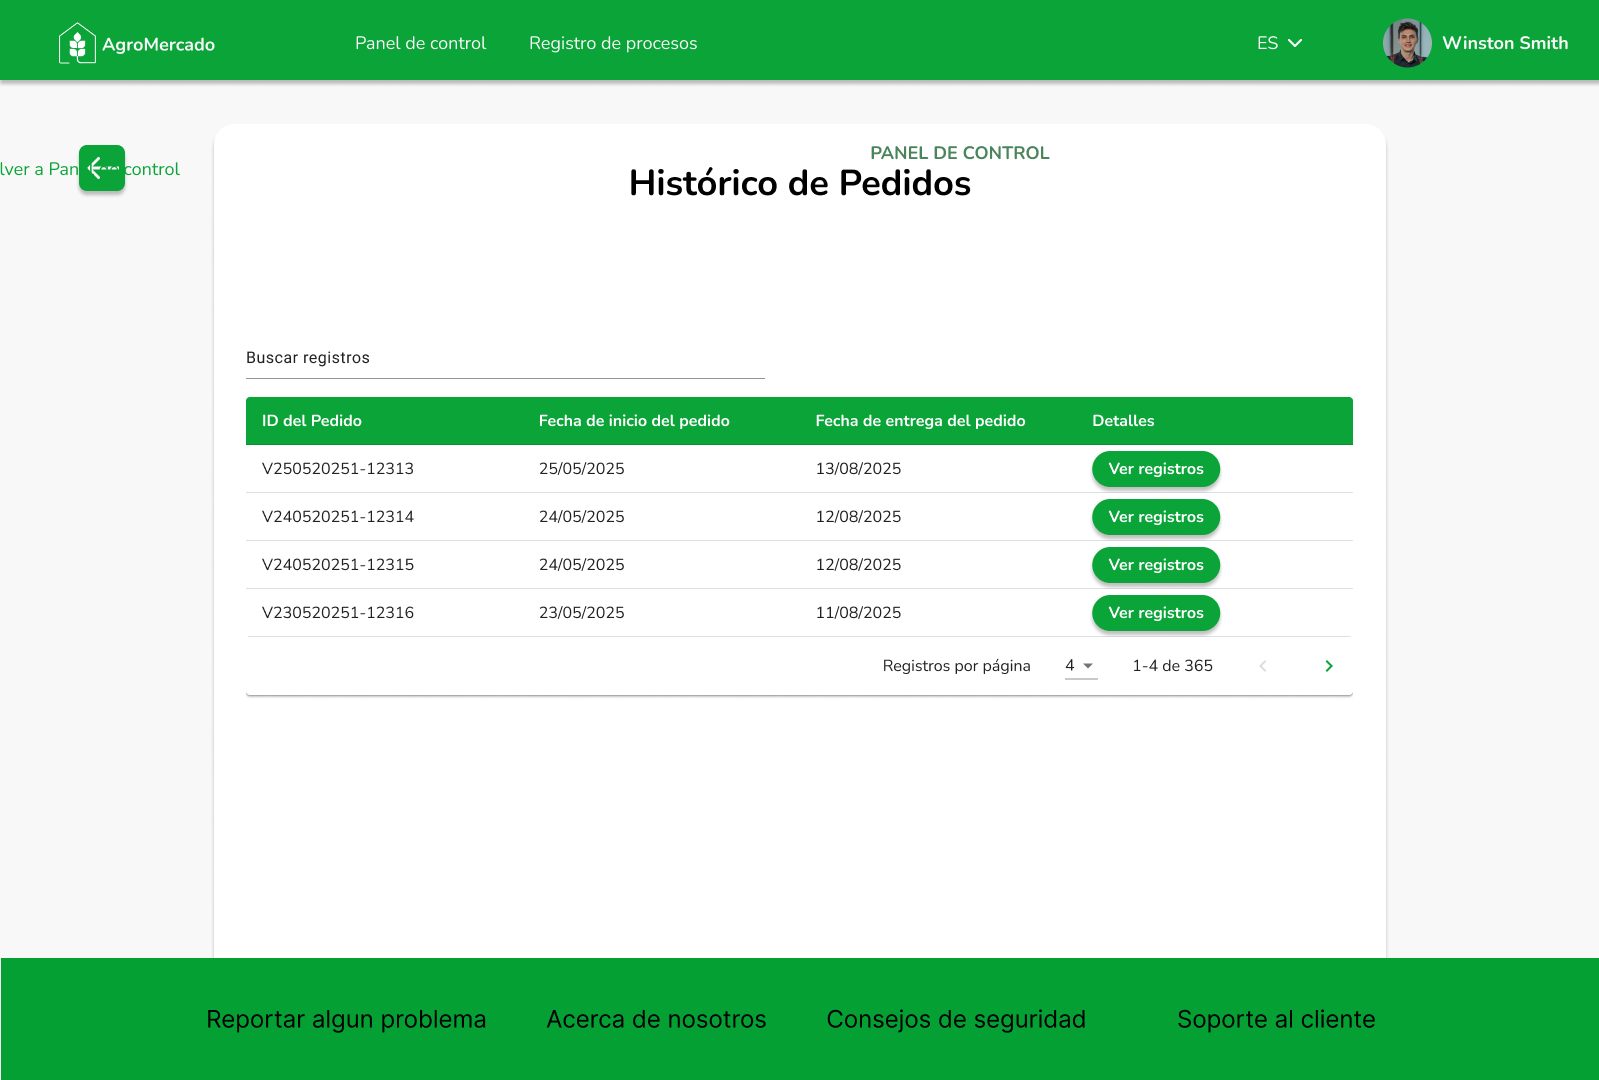 AgroMercado
Panel de control
Registro de procesos
ES
Winston Smith
lver a Pan control
PANEL DE CONTROL
Histórico de Pedidos
Buscar registros
ID del Pedido Fecha de inicio del pedido Fecha de entrega del pedido Detalles
V250520251-12313 25/05/2025 13/08/2025 Ver registros
V240520251-12314 24/05/2025 12/08/2025 Ver registros
V240520251-12315 24/05/2025 12/08/2025 Ver registros
V230520251-12316 23/05/2025 11/08/2025 Ver registros
Registros por página 4 1-4 de 365
Reportar algun problema
Acerca de nosotros
Consejos de seguridad
Soporte al cliente